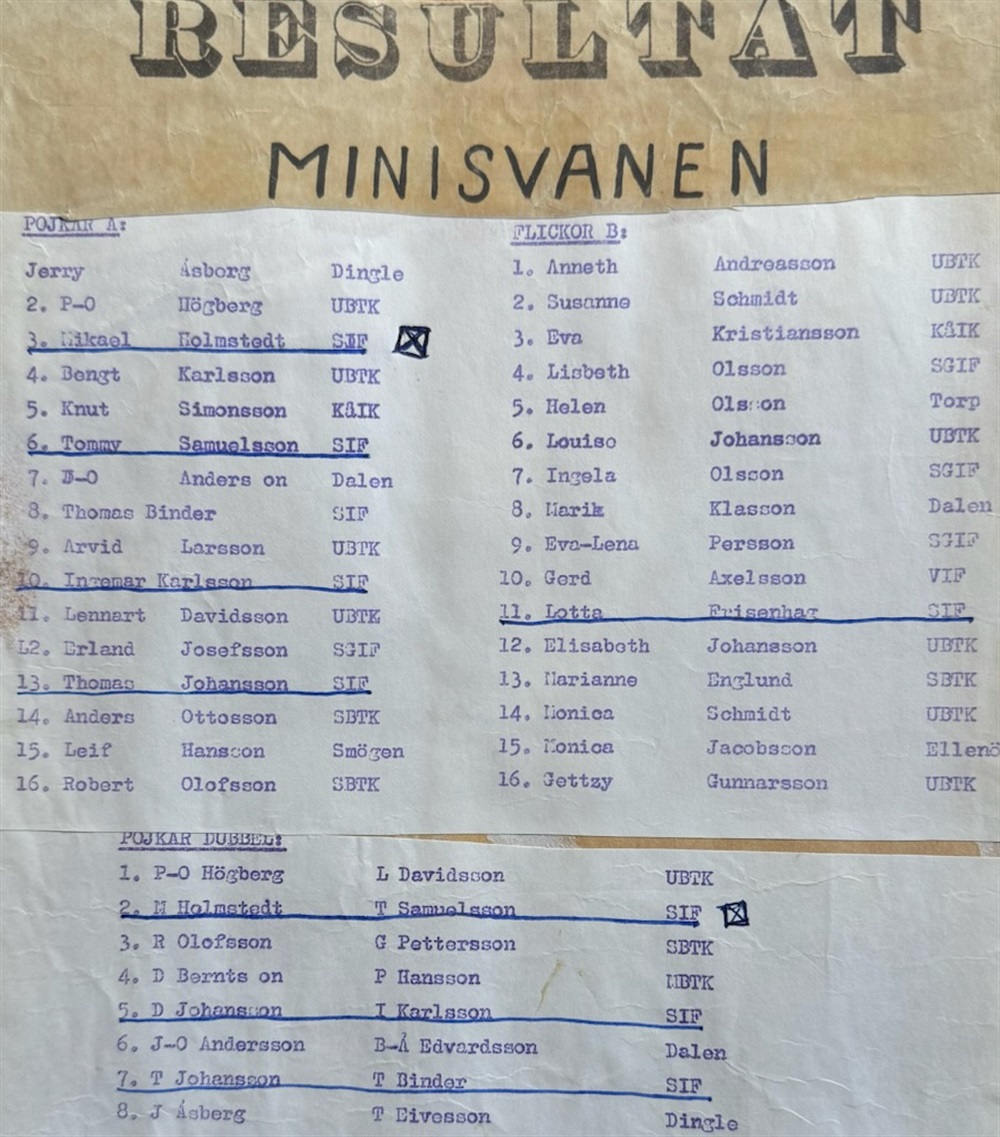 RESULTAT
MINISVANEN
POJKAR A:
Jerry Åsborg Dingle
2. P-O Högberg UBTK
3. Mikael Holmstedt SIF
4. Bengt Karlsson UBTK
5. Knut Simonsson KåIK
6. Tommy Samuelsson SIF
7. D-O Anders on Dalen
8. Thomas Binder SIF
9. Arvid Larsson UBTK
10. Ingemar Karlsson SIF
11. Lennart Davidsson UBTK
12. Erland Josefsson SGIF
13. Thomas Johansson SIF
14. Anders Ottosson SBTK
15. Leif Hansson Smögen
16. Robert Olofsson SBTK
FLICKOR B:
1. Anneth Andreasson UBTK
2. Susanne Schmidt UBTK
3. Eva Kristiansson KåIK
4. Lisbeth Olsson SGIF
5. Helen Olsson Torp
6. Louise Johansson UBTK
7. Ingela Olsson SGIF
8. Marik Klasson Dalen
9. Eva-Lena Persson SGIF
10. Gerd Axelsson VIF
11. Lotta Frisenhag SIF
12. Elisabeth Johansson UBTK
13. Marianne Englund SBTK
14. Monica Schmidt UBTK
15. Monica Jacobsson Ellenö
16. Gettzy Gunnarsson UBTK
POJKAR DUBBEL:
1. P-O Högberg L Davidsson UBTK
2. M Holmstedt T Samuelsson SIF
3. R Olofsson G Pettersson SBTK
4. D Bernts on P Hansson UBTK
5. D Johansson I Karlsson SIF
6. J-O Andersson B-Å Edvardsson Dalen
7. T Johansson T Binder SIF
8. J Åsberg T Eivesson Dingle